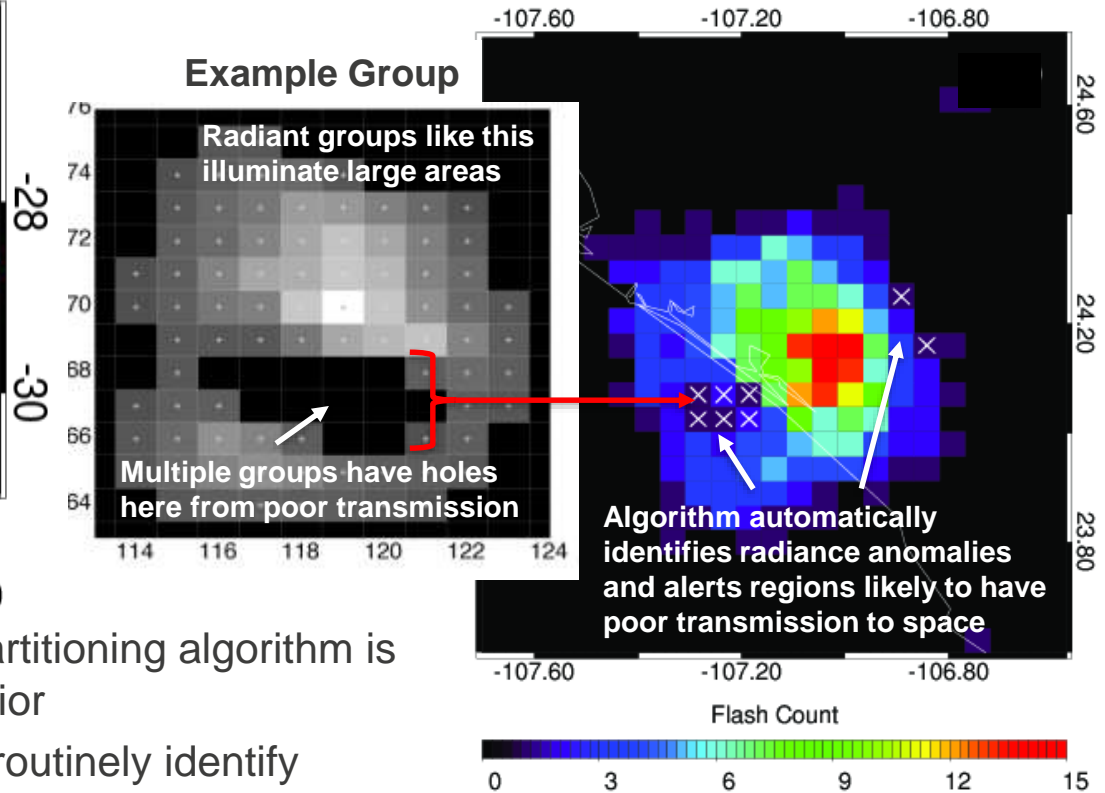 -28
-30
Example Group
76
74
72
70
68
66
64
114 116 118 120 122 124
Radiant groups like this
illuminate large areas
Multiple groups have holes
here from poor transmission
-107.60 -107.20 -106.80
24.60
24.20
23.80
Algorithm automatically
identifies radiance anomalies
and alerts regions likely to have
poor transmission to space
-107.60 -107.20 -106.80
Flash Count
0 3 6 9 12 15
artitioning algorithm is
ior
routinely identify